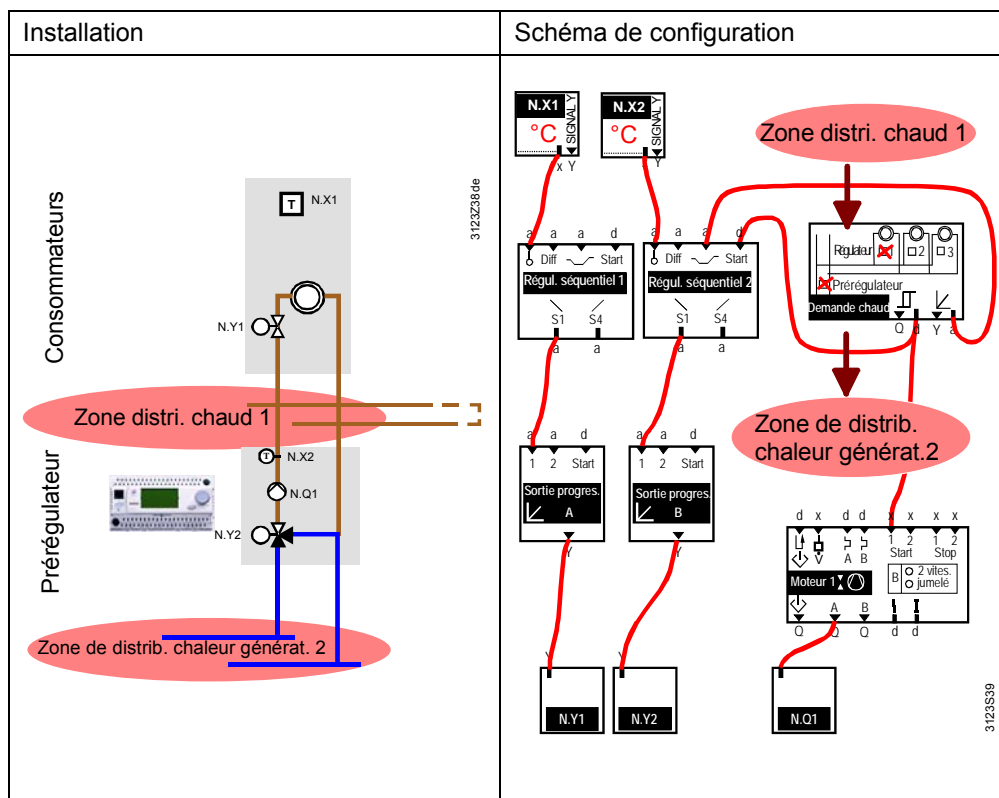 Installation
Schéma de configuration
Consommateurs
T
N.X1
3123Z38de
N.Y1
Zone distri. chaud 1
Prérégulateur
T
N.X2
N.Q1
N.Y2
Zone de distrib. chaleur générat. 2
N.X1
°C
SIGNAL Y
x Y
N.X2
°C
SIGNAL Y
Y
Zone distri. chaud 1
a a a d
Diff Start
Régul. séquentiel 1
S1 S4
a a
a a a d
Diff Start
Régul. séquentiel 2
S1 S4
a a
Régulateur 2 3
Prérégulateur
Demande chaud
Q d Y a
Zone de distrib.
chaleur générat.2
a a d
1 2 Start
Sortie progres.
A
Y
a a d
1 2 Start
Sortie progres.
B
Y
d x d d x x x x
V A B 1 2 1 2
Start Stop
Moteur 1
B
2 vites.
jumelé
A B
Q Q Q d d
Y
N.Y1
Y
N.Y2
N.Q1
3123S39